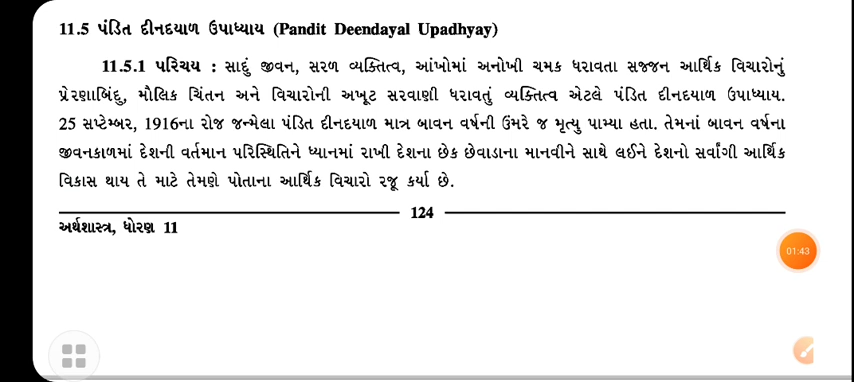 11.5 પંડિત દીનદયાળ ઉપાધ્યાય (Pandit Deendayal Upadhyay)
11.5.1 પરિચય : સાદું જીવન, સરળ વ્યક્તિત્વ, આંખોમાં અનોખી ચમક ધરાવતા સજ્જન આર્થિક વિચારોનું
પ્રેરણાબિંદુ, મૌલિક ચિંતન અને વિચારોની અખૂટ સરવાણી ધરાવતું વ્યક્તિત્વ એટલે પંડિત દીનદયાળ ઉપાધ્યાય.
25 સપ્ટેમ્બર, 1916ના રોજ જન્મેલા પંડિત દીનદયાળ માત્ર બાવન વર્ષની ઉંમરે જ મૃત્યુ પામ્યા હતા. તેમનાં બાવન વર્ષના
જીવનકાળમાં દેશની વર્તમાન પરિસ્થિતિને ધ્યાનમાં રાખી દેશના છેક છેવાડાના માનવીને સાથે લઈને દેશનો સર્વાંગી આર્થિક
વિકાસ થાય તે માટે તેમણે પોતાના આર્થિક વિચારો રજૂ કર્યા છે.
124
અર્થશાસ્ત્ર, ધોરણ 11
01:43